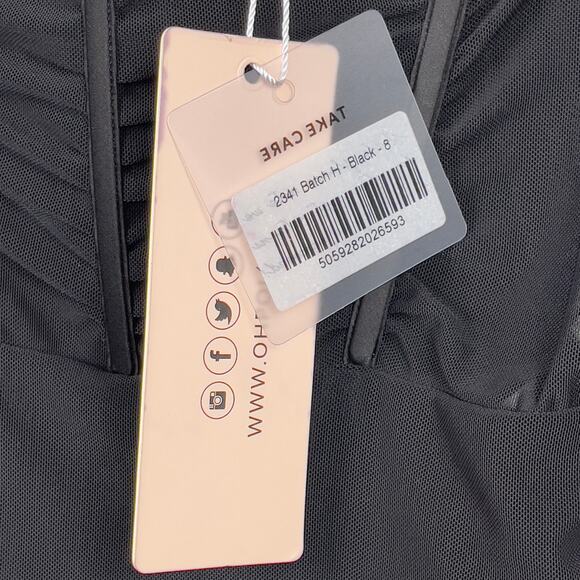 TAKE CARE
2341 Batch H - Black - 8
5059282026593
WWW.OH